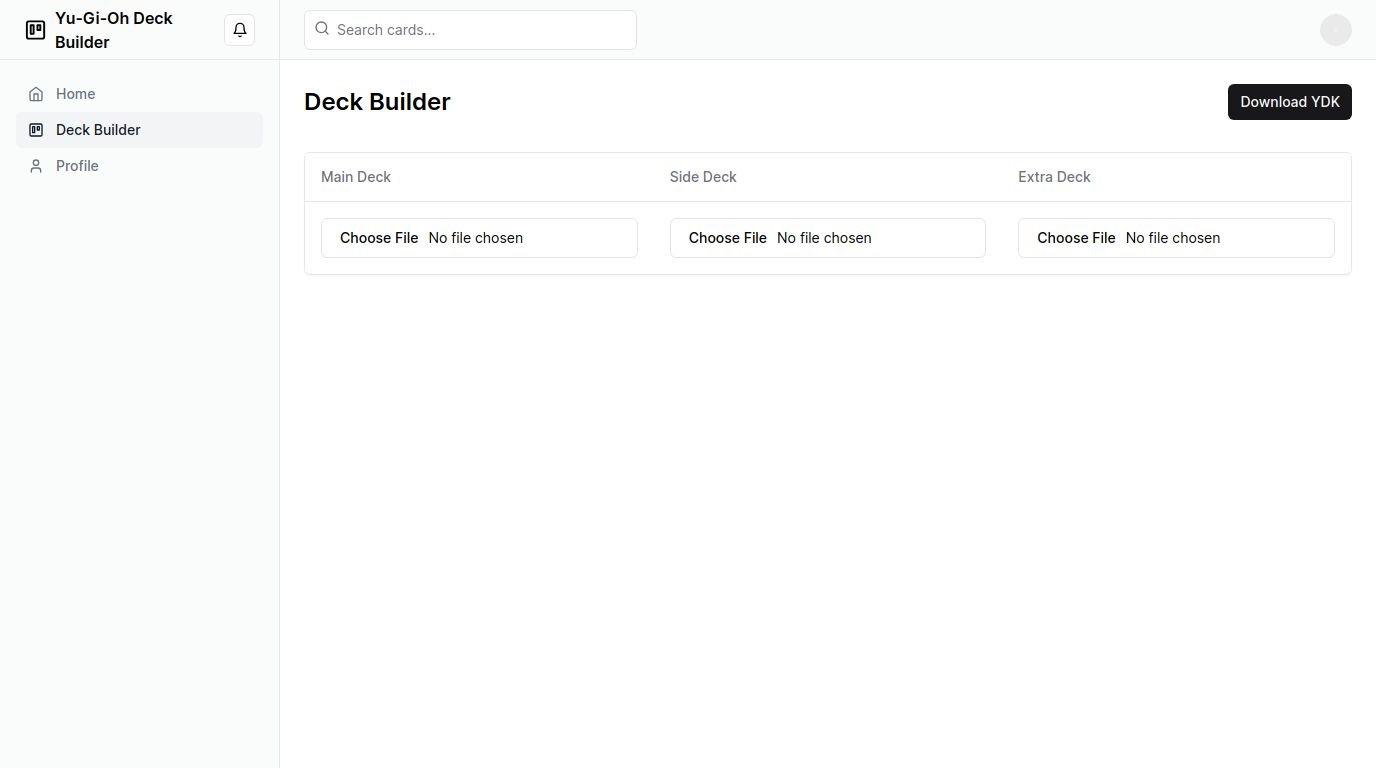 Yu-Gi-Oh Deck
Builder
Search cards...
Home
Deck Builder
Profile
Deck Builder
Download YDK
Main Deck
Side Deck
Extra Deck
Choose File No file chosen
Choose File No file chosen
Choose File No file chosen